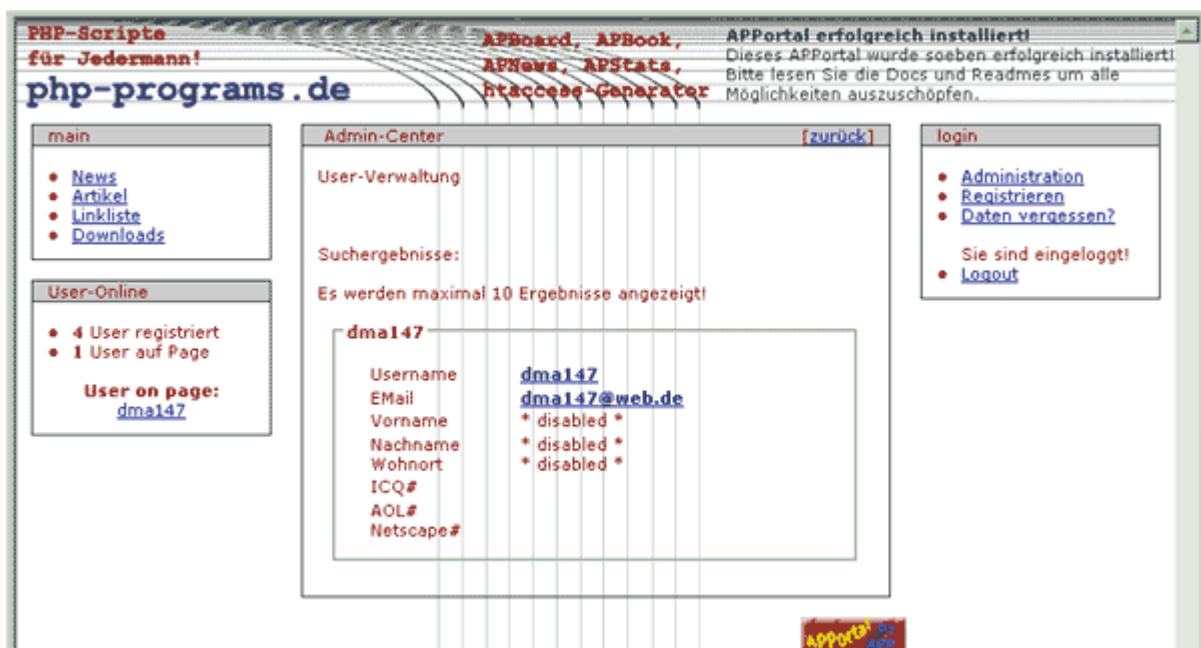 PHP-Scripte
für Jedermann!
php-programs.de
APBoard, APBook,
APNews, APStats,
htaccess-Generator
APPortal erfolgreich installiert!
Dieses APPortal wurde soeben erfolgreich installiert!
Bitte lesen Sie die Docs und Readmes um alle
Möglichkeiten auszuschöpfen.
main
News
Artikel
Linkliste
Downloads
User-Online
4 User registriert
1 User auf Page
User on page:
dma147
Admin-Center [zurück]
User-Verwaltung
Suchergebnisse:
Es werden maximal 10 Ergebnisse angezeigt!
dma147
Username dma147
EMail dma147@web.de
Vorname * disabled *
Nachname * disabled *
Wohnort * disabled *
ICQ#
AOL#
Netscape#
login
Administration
Registrieren
Daten vergessen?
Sie sind eingeloggt!
Logout
APPortal by
APP